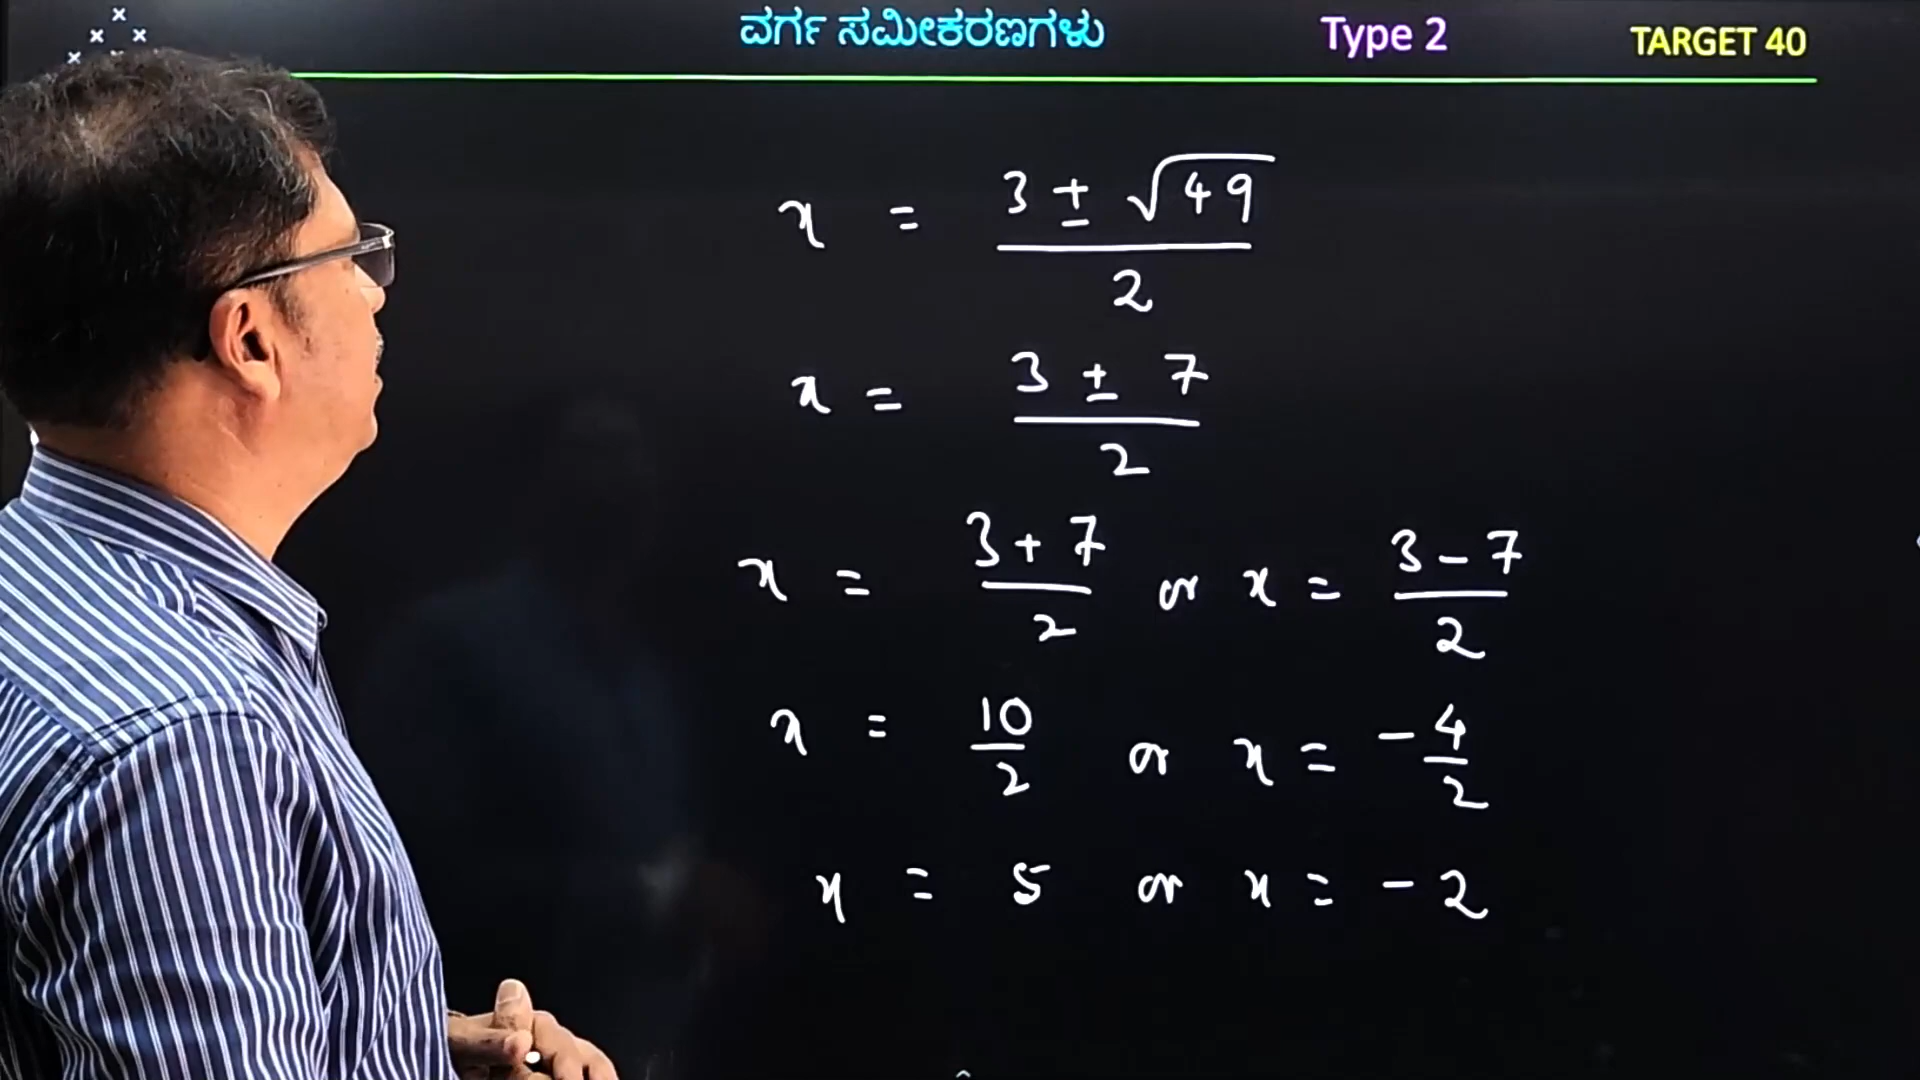 ವರ್ಗ ಸಮೀಕರಣಗಳು Type 2 TARGET 40
x = (3 ± √49)/2
x = (3 ± 7)/2
x = (3 + 7)/2 or x = (3 - 7)/2
x = 10/2 or x = -4/2
x = 5 or x = -2